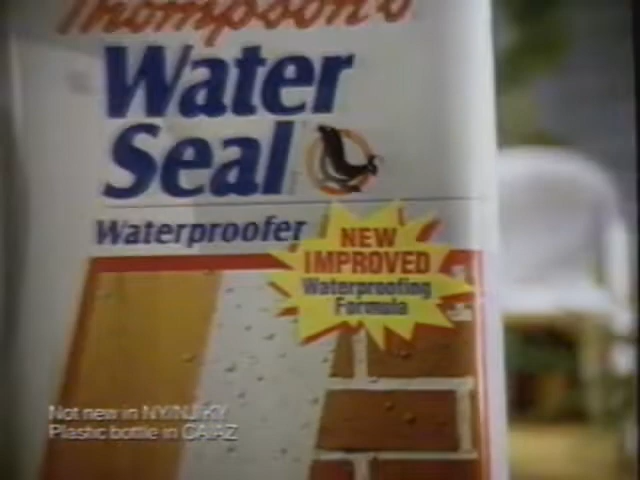 Thompson's
Water
Seal
Waterproofer
NEW
IMPROVED
Waterproofing
Formula
Not new in NY/NJ/KY
Plastic bottle in CA/AZ